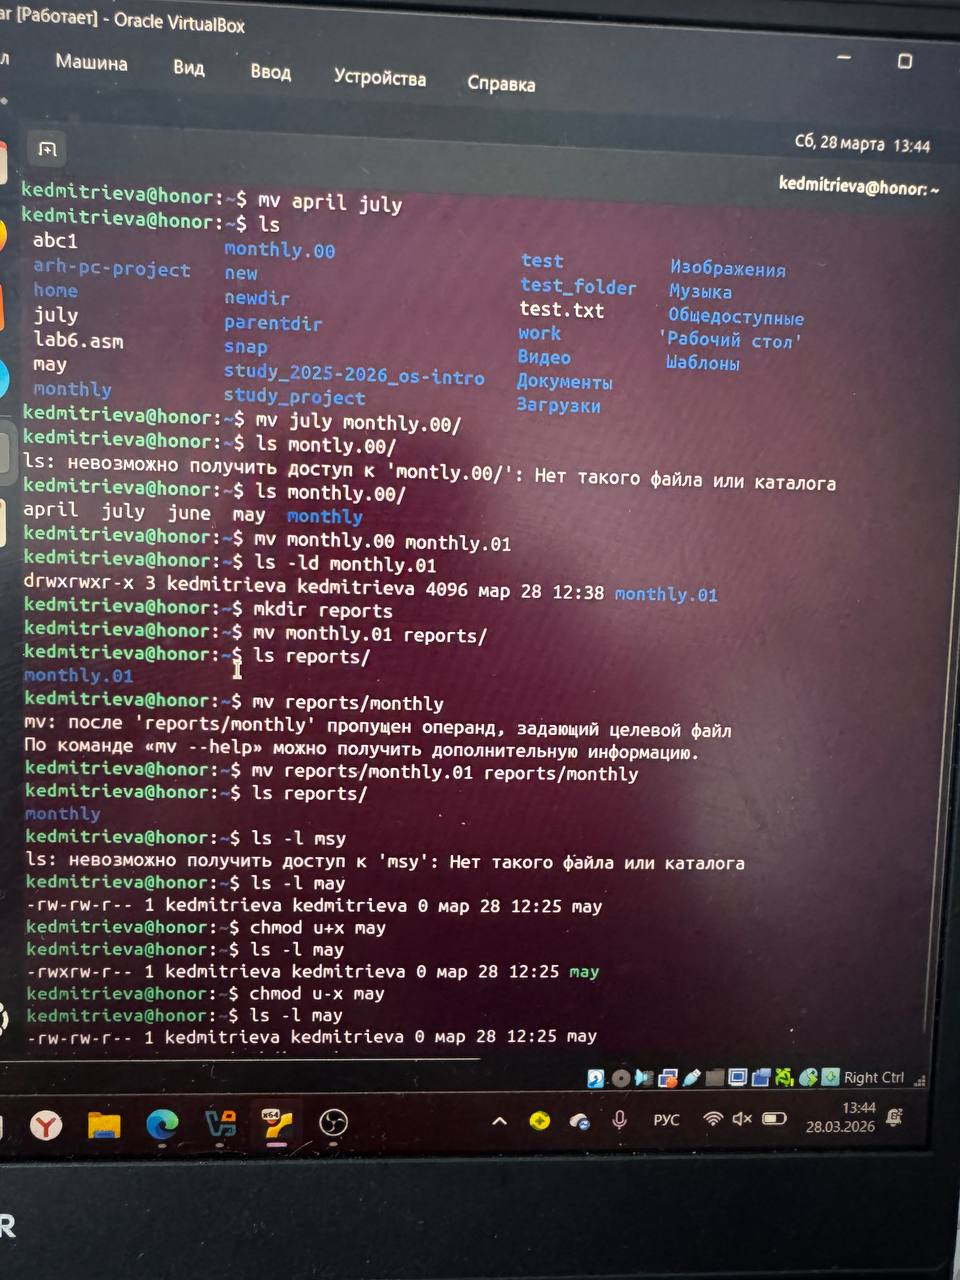 ar [Работает] - Oracle VirtualBox
л Машина Вид Ввод Устройства Справка
Сб, 28 марта 13:44
kedmitrieva@honor: ~
kedmitrieva@honor:~$ mv april july
kedmitrieva@honor:~$ ls
abc1 monthly.00 test Изображения
arh-pc-project new test_folder Музыка
home newdir test.txt Общедоступные
july parentdir work 'Рабочий стол'
lab6.asm snap Видео Шаблоны
may study_2025-2026_os-intro Документы
monthly study_project Загрузки
kedmitrieva@honor:~$ mv july monthly.00/
kedmitrieva@honor:~$ ls montly.00/
ls: невозможно получить доступ к 'montly.00/': Нет такого файла или каталога
kedmitrieva@honor:~$ ls monthly.00/
april july june may monthly
kedmitrieva@honor:~$ mv monthly.00 monthly.01
kedmitrieva@honor:~$ ls -ld monthly.01
drwxrwxr-x 3 kedmitrieva kedmitrieva 4096 мар 28 12:38 monthly.01
kedmitrieva@honor:~$ mkdir reports
kedmitrieva@honor:~$ mv monthly.01 reports/
kedmitrieva@honor:~$ ls reports/
monthly.01
kedmitrieva@honor:~$ mv reports/monthly
mv: после 'reports/monthly' пропущен операнд, задающий целевой файл
По команде «mv --help» можно получить дополнительную информацию.
kedmitrieva@honor:~$ mv reports/monthly.01 reports/monthly
kedmitrieva@honor:~$ ls reports/
monthly
kedmitrieva@honor:~$ ls -l msy
ls: невозможно получить доступ к 'msy': Нет такого файла или каталога
kedmitrieva@honor:~$ ls -l may
-rw-rw-r-- 1 kedmitrieva kedmitrieva 0 мар 28 12:25 may
kedmitrieva@honor:~$ chmod u+x may
kedmitrieva@honor:~$ ls -l may
-rwxrw-r-- 1 kedmitrieva kedmitrieva 0 мар 28 12:25 may
kedmitrieva@honor:~$ chmod u-x may
kedmitrieva@honor:~$ ls -l may
-rw-rw-r-- 1 kedmitrieva kedmitrieva 0 мар 28 12:25 may
Right Ctrl
x64
РУС
13:44
28.03.2026
R